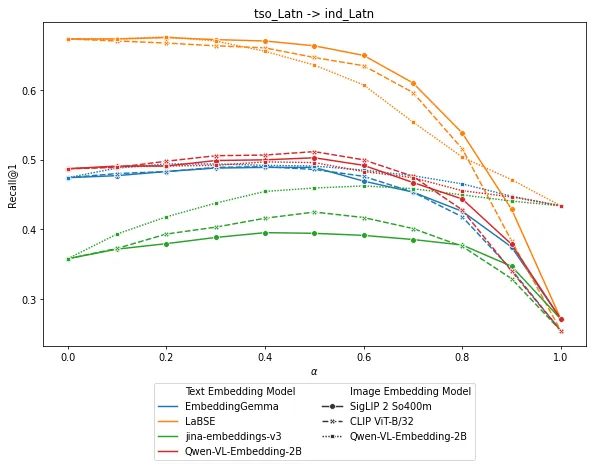 tso_Latn -> ind_Latn
Recall@1
0.6
0.5
0.4
0.3
0.0 0.2 0.4 0.6 0.8 1.0
α
Text Embedding Model Image Embedding Model
EmbeddingGemma SigLIP 2 So400m
LaBSE CLIP ViT-B/32
jina-embeddings-v3 Qwen-VL-Embedding-2B
Qwen-VL-Embedding-2B